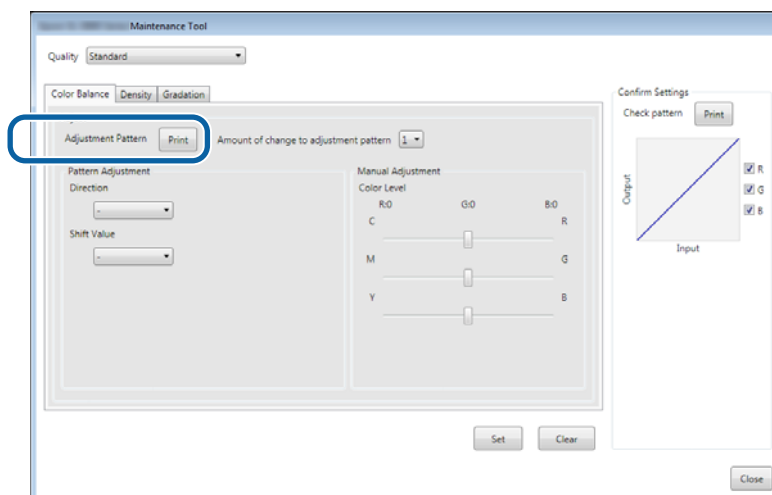 Maintenance Tool
Quality Standard
Color Balance Density Gradation
Adjustment Pattern Print Amount of change to adjustment pattern 1
Pattern Adjustment
Direction
-
Shift Value
-
Manual Adjustment
Color Level
R:0 G:0 B:0
C R
M G
Y B
Set Clear
Confirm Settings
Check pattern Print
Output
R
G
B
Input
Close